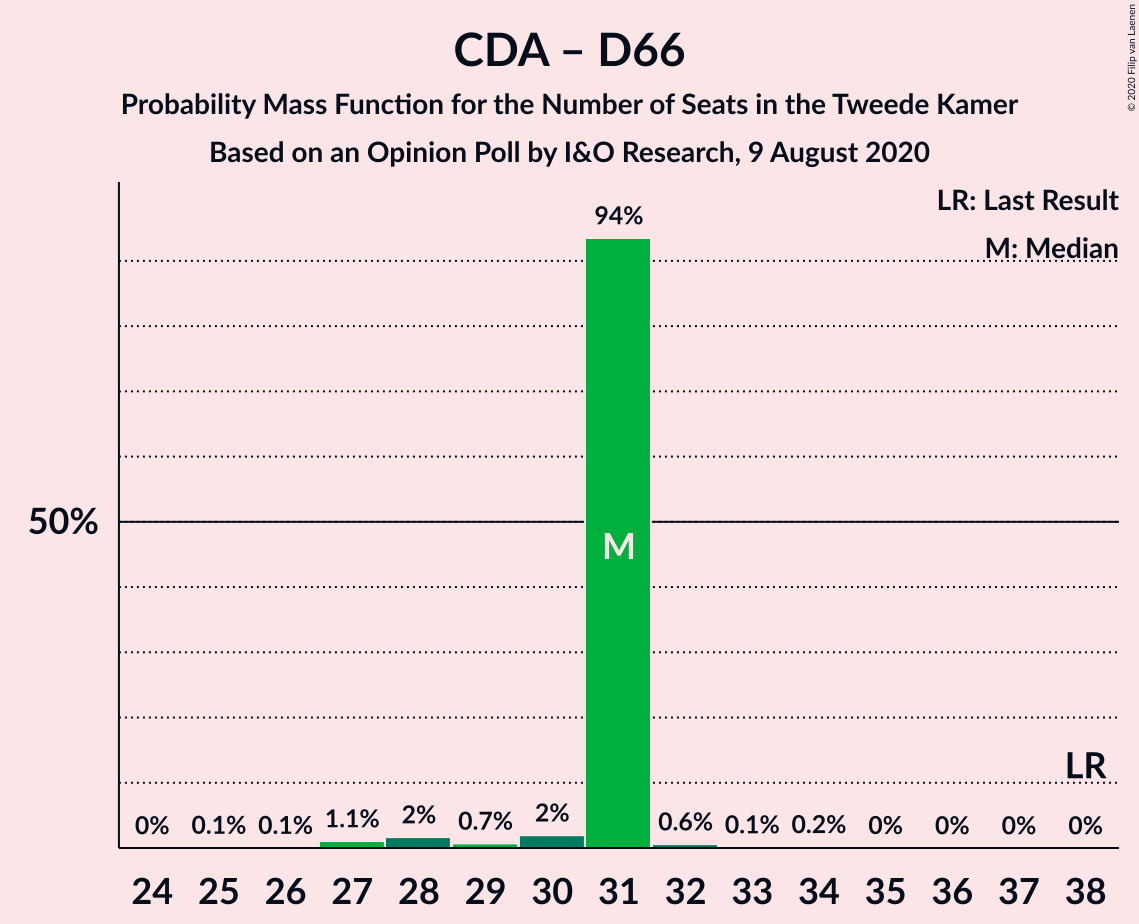 CDA – D66
Probability Mass Function for the Number of Seats in the Tweede Kamer
Based on an Opinion Poll by I&O Research, 9 August 2020
© 2020 Filip van Laenen
LR: Last Result
M: Median
94%
50%
M
LR
0% 0.1% 0.1% 1.1% 2% 0.7% 2% 0.6% 0.1% 0.2% 0% 0% 0% 0%
24 25 26 27 28 29 30 31 32 33 34 35 36 37 38